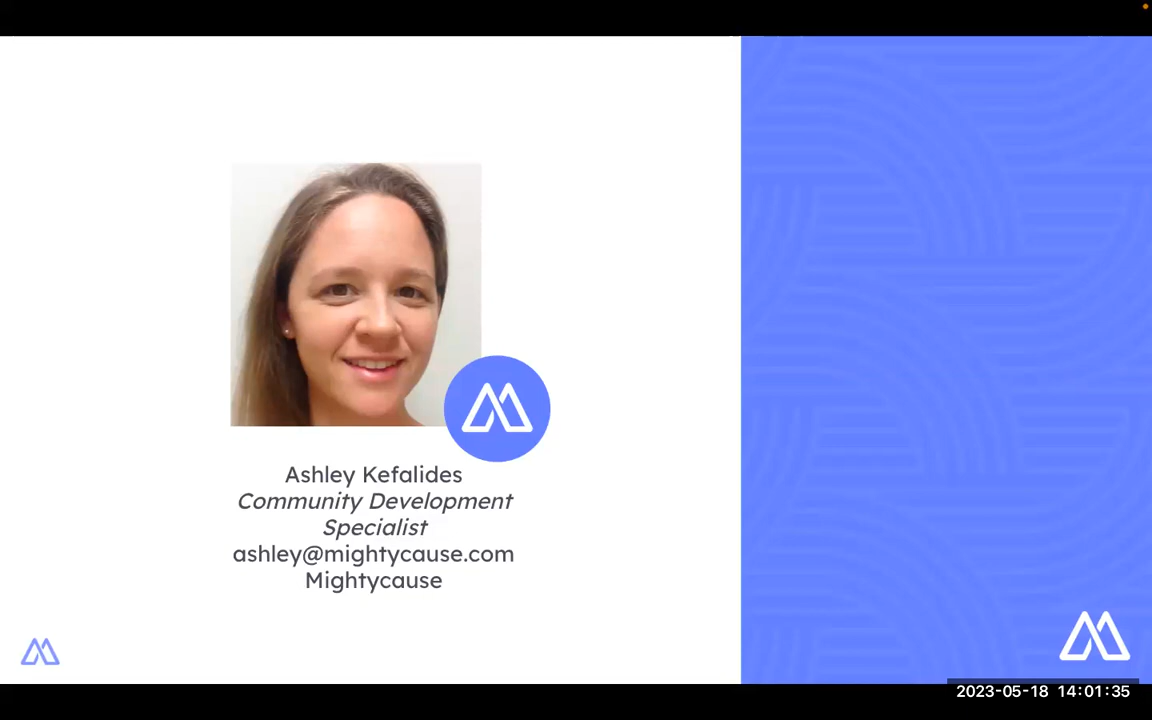 Ashley Kefalides
Community Development
Specialist
ashley@mightycause.com
Mightycause
2023-05-18 14:01:35